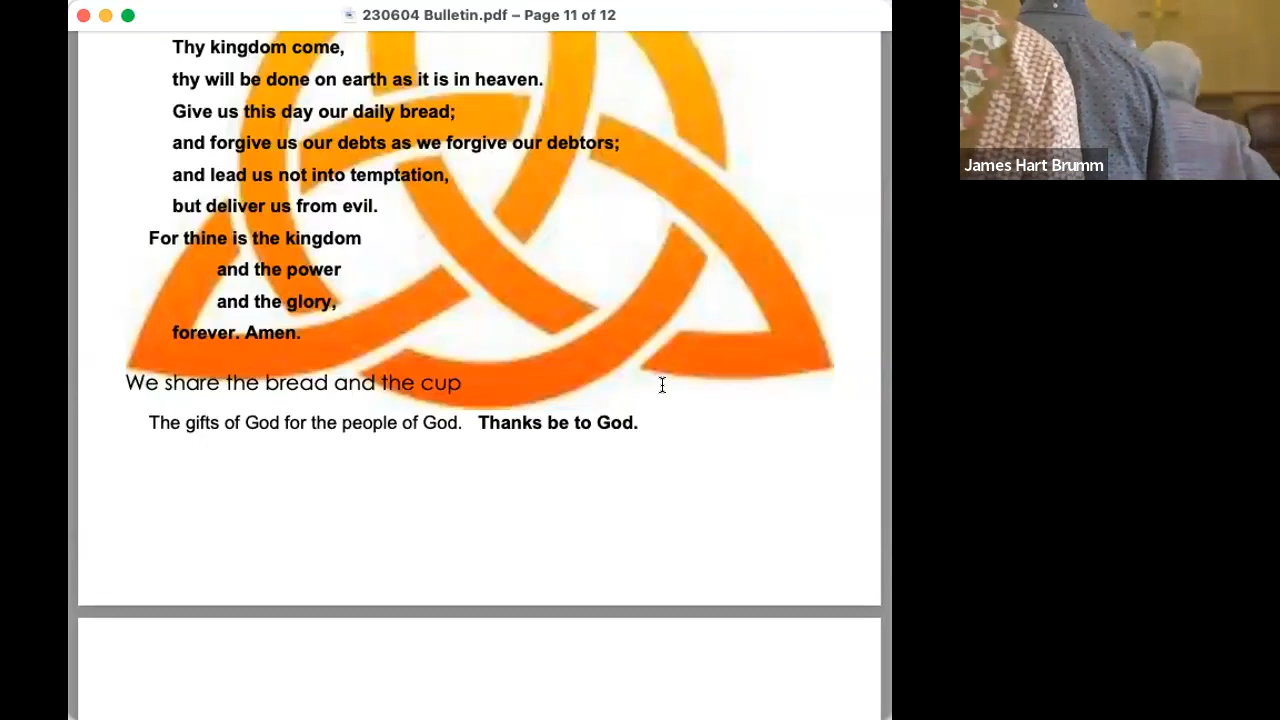 230604 Bulletin.pdf – Page 11 of 12
Thy kingdom come,
thy will be done on earth as it is in heaven.
Give us this day our daily bread;
and forgive us our debts as we forgive our debtors;
and lead us not into temptation,
but deliver us from evil.
For thine is the kingdom
and the power
and the glory,
forever. Amen.
We share the bread and the cup
The gifts of God for the people of God. Thanks be to God.
James Hart Brumm